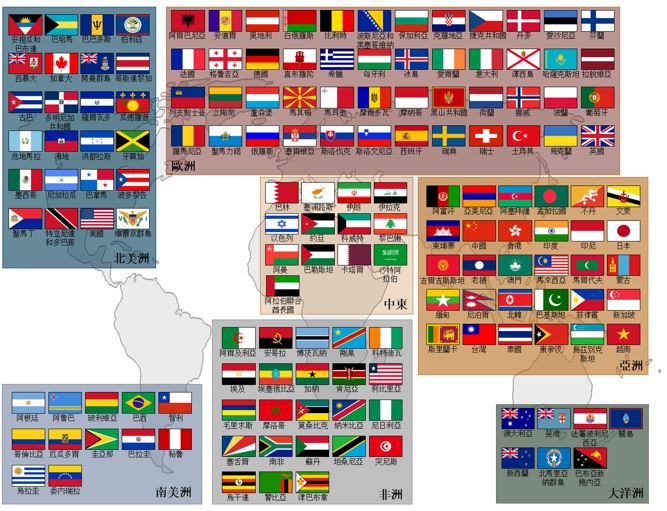 安提瓜和 巴哈馬 巴巴多斯 伯利茲
巴布達
百慕大 加拿大 開曼群島 哥斯達黎加
古巴 多明尼加 薩爾瓦多 瓜德羅普
共和國
危地馬拉 海地 洪都拉斯 牙買加
墨西哥 尼加拉瓜 巴拿馬 波多黎各
聖馬丁 特立尼達 美國 維爾京群島
和多巴哥
北美洲
阿爾巴尼亞 安道爾 奧地利 白俄羅斯 比利時 波斯尼亞和 保加利亞 克羅地亞 捷克共和國 丹麥 愛沙尼亞 芬蘭
黑塞哥維納
法國 格魯吉亞 德國 直布羅陀 希臘 匈牙利 冰島 愛爾蘭 意大利 澤西島 哈薩克斯坦 拉脫維亞
列支敦士登 立陶宛 盧森堡 馬其頓 馬耳他 摩爾多瓦 摩納哥 黑山共和國 荷蘭 挪威 波蘭 葡萄牙
羅馬尼亞 聖馬力諾 俄羅斯 塞爾維亞 斯洛伐克 斯洛文尼亞 西班牙 瑞典 瑞士 土耳其 烏克蘭 英國
歐洲
巴林 塞浦路斯 伊朗 伊拉克
以色列 約旦 科威特 黎巴嫩
阿曼 巴勒斯坦 卡塔爾 沙特阿
拉伯
阿拉伯聯合
酋長國
中東
阿富汗 亞美尼亞 阿塞拜疆 孟加拉國 不丹 文萊
柬埔寨 中國 香港 印度 印尼 日本
吉爾吉斯斯坦 老撾 澳門 馬來西亞 馬爾代夫 蒙古
緬甸 尼泊爾 北韓 巴基斯坦 菲律賓 新加坡
斯里蘭卡 台灣 泰國 東帝汶 烏茲別克 越南
斯坦
亞洲
阿爾及利亞 安哥拉 博茨瓦納 剛果 科特迪瓦
埃及 埃塞俄比亞 加納 肯尼亞 利比里亞
毛里求斯 摩洛哥 莫桑比克 納米比亞 尼日利亞
塞舌爾 南非 蘇丹 坦桑尼亞 突尼斯
烏干達 贊比亞 津巴布韋
非洲
阿根廷 阿魯巴 玻利維亞 巴西 智利
哥倫比亞 厄瓜多爾 圭亞那 巴拉圭 秘魯
烏拉圭 委內瑞拉
南美洲
澳大利亞 斐濟 法屬波利尼 關島
西亞
新西蘭 北馬里亞 巴布亞新
納群島 幾內亞
大洋洲